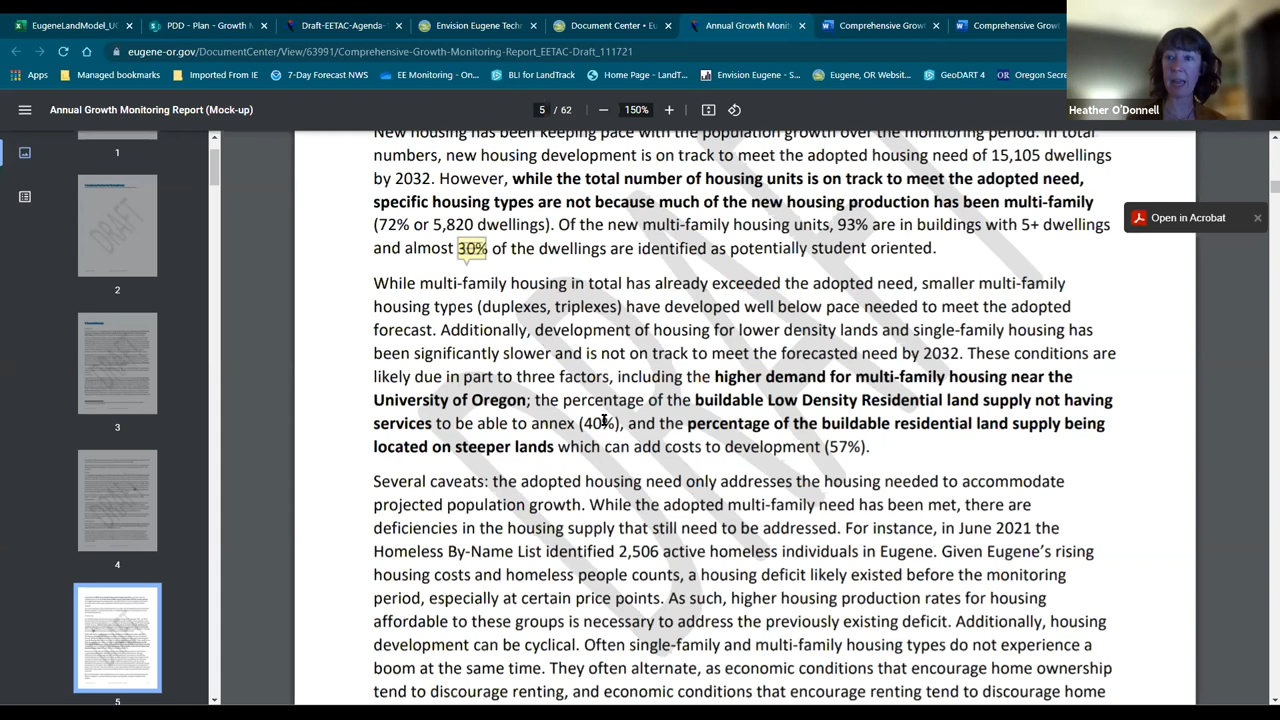 EugeneLandModel_UG
PDD - Plan - Growth M
Draft-EETAC-Agenda-
Envision Eugene Tech
Document Center • Eu
Annual Growth Monit
Comprehensive Growt
Comprehensive Grow
eugene-or.gov/DocumentCenter/View/63991/Comprehensive-Growth-Monitoring-Report_EETAC-Draft_111721
Apps
Managed bookmarks
Imported From IE
7-Day Forecast NWS
EE Monitoring - On...
BLI for LandTrack
Home Page - LandT...
Envision Eugene - S...
Eugene, OR Website...
GeoDART 4
Oregon Secre
Heather O'Donnell
Annual Growth Monitoring Report (Mock-up)
5 / 62
150%
Open in Acrobat
1
2
3
4
5
DRAFT
New housing has been keeping pace with the population growth over the monitoring period. In total
numbers, new housing development is on track to meet the adopted housing need of 15,105 dwellings
by 2032. However, while the total number of housing units is on track to meet the adopted need,
specific housing types are not because much of the new housing production has been multi-family
(72% or 5,820 dwellings). Of the new multi-family housing units, 93% are in buildings with 5+ dwellings
and almost 30% of the dwellings are identified as potentially student oriented.
While multi-family housing in total has already exceeded the adopted need, smaller multi-family
housing types (duplexes, triplexes) have developed well below pace needed to meet the adopted
forecast. Additionally, development of housing for lower density lands and single-family housing has
been significantly slower and is not on track to meet the forecasted need by 2032. These conditions are
likely due in part to three factors, including the higher demand for multi-family housing near the
University of Oregon; the percentage of the buildable Low Density Residential land supply not having
services to be able to annex (40%), and the percentage of the buildable residential land supply being
located on steeper lands which can add costs to development (57%).
Several caveats: the adopted housing need only addresses the housing needed to accommodate
projected population growth. While the adopted multi-family need has been met, there are
deficiencies in the housing supply that still need to be addressed. For instance, in June 2021 the
Homeless By-Name List identified 2,506 active homeless individuals in Eugene. Given Eugene's rising
housing costs and homeless people counts, a housing deficit likely existed before the monitoring
period, especially at certain price points. As such, higher housing production rates for housing
affordable to these groups is necessary to address the previously existing deficit. Additionally, housing
development can be cyclical. Often single-family and multi-family housing types do not experience a
boom at the same time. They often alternate, as economic conditions that encourage home ownership
tend to discourage renting, and economic conditions that encourage renting tend to discourage home